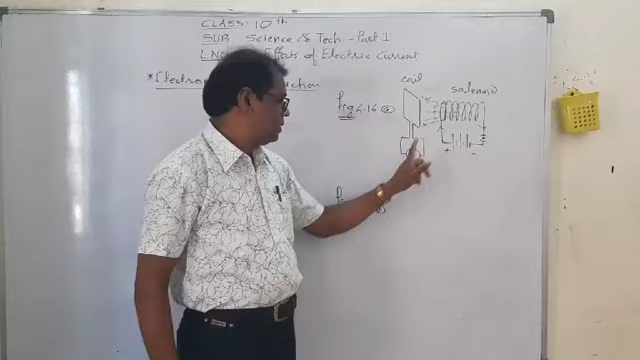 CLASS: 10th
SUB Science & Tech. - Part 1
Effects of Electric Current
coil
solenoid
fig 4.16 (a)
+ -